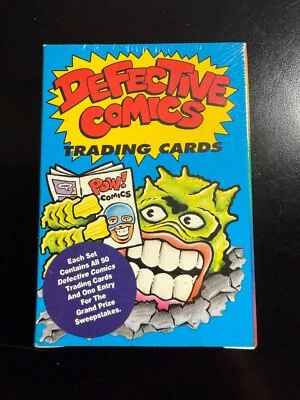 DEFECTIVE
COMICS
TRADING CARDS
POW!
COMICS
Each Set
Contains All 50
Defective Comics
Trading Cards
And One Entry
For The
Grand Prize
Sweepstakes.